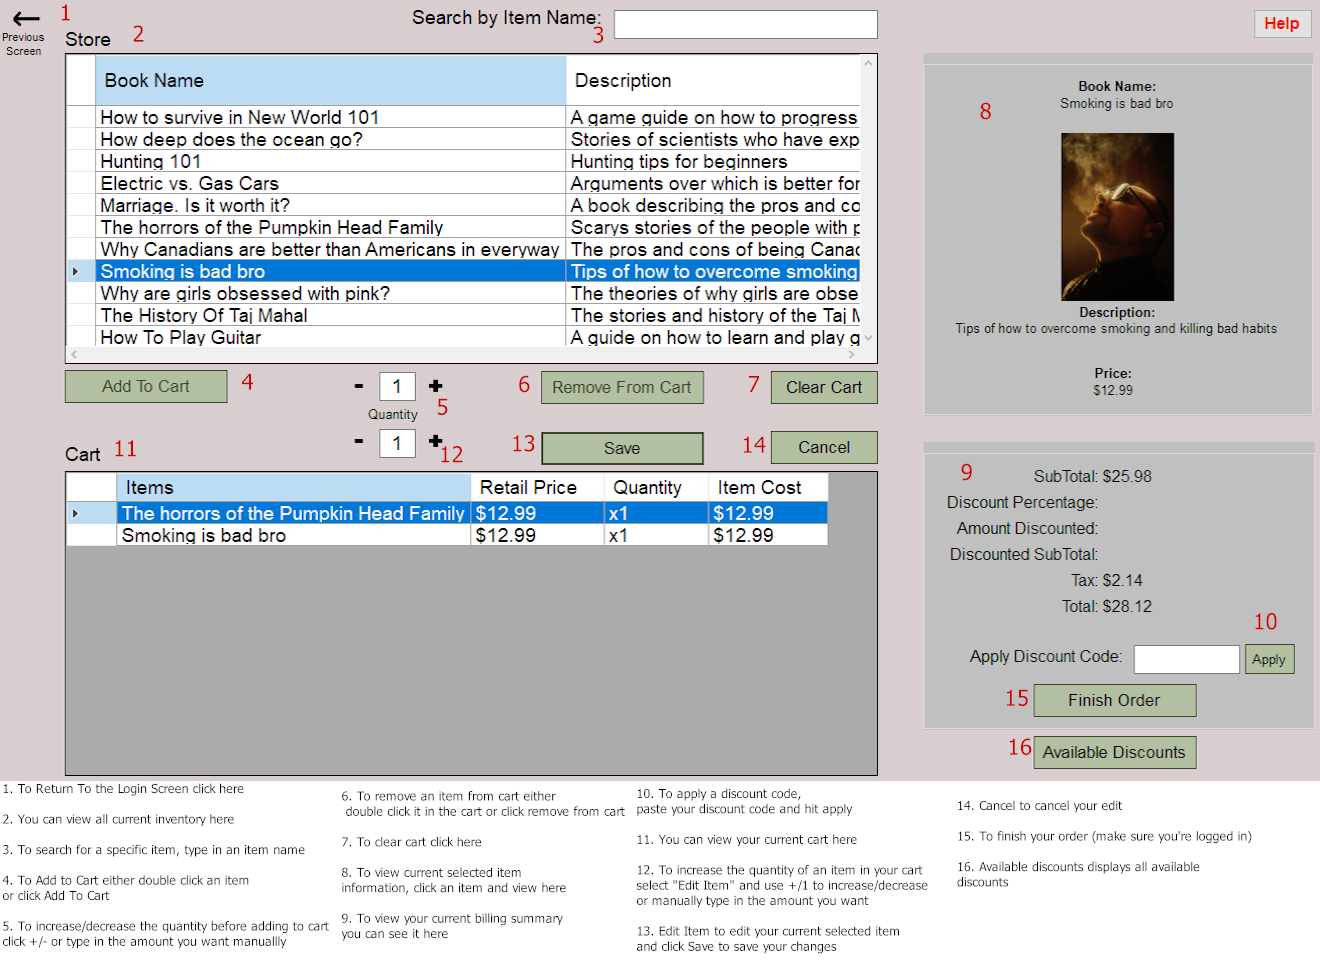 1
Previous
Screen
Store
2
Search by Item Name:
3
Help
Book Name
Description
How to survive in New World 101
A game guide on how to progress
How deep does the ocean go?
Stories of scientists who have exp
Hunting 101
Hunting tips for beginners
Electric vs. Gas Cars
Arguments over which is better for
Marriage. Is it worth it?
A book describing the pros and co
The horrors of the Pumpkin Head Family
Scarys stories of the people with p
Why Canadians are better than Americans in everyway
The pros and cons of being Canac
Smoking is bad bro
Tips of how to overcome smoking
Why are girls obsessed with pink?
The theories of why girls are obse
The History Of Taj Mahal
The stories and history of the Taj M
How To Play Guitar
A guide on how to learn and play g
8
Book Name:
Smoking is bad bro
Description:
Tips of how to overcome smoking and killing bad habits
Price:
$12.99
Add To Cart
4
- 1 +
Quantity
5
6
Remove From Cart
7
Clear Cart
Cart
11
- 1 +
12
13
Save
14
Cancel
Items
Retail Price
Quantity
Item Cost
The horrors of the Pumpkin Head Family
$12.99
x1
$12.99
Smoking is bad bro
$12.99
x1
$12.99
9
SubTotal: $25.98
Discount Percentage:
Amount Discounted:
Discounted SubTotal:
Tax: $2.14
Total: $28.12
10
Apply Discount Code:
Apply
15
Finish Order
16
Available Discounts
1. To Return To the Login Screen click here
2. You can view all current inventory here
3. To search for a specific item, type in an item name
4. To Add to Cart either double click an item
or click Add To Cart
5. To increase/decrease the quantity before adding to cart
click +/- or type in the amount you want manuallly
6. To remove an item from cart either
double click it in the cart or click remove from cart
7. To clear cart click here
8. To view current selected item
information, click an item and view here
9. To view your current billing summary
you can see it here
10. To apply a discount code,
paste your discount code and hit apply
11. You can view your current cart here
12. To increase the quantity of an item in your cart
select "Edit Item" and use +/1 to increase/decrease
or manually type in the amount you want
13. Edit Item to edit your current selected item
and click Save to save your changes
14. Cancel to cancel your edit
15. To finish your order (make sure you're logged in)
16. Available discounts displays all available
discounts